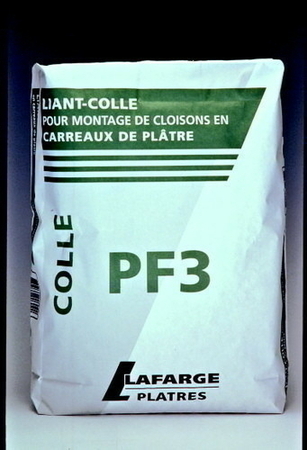 LIANT-COLLE
POUR MONTAGE DE CLOISONS EN
CARREAUX DE PLÂTRE
COLLE
PF3
LAFARGE
PLATRES